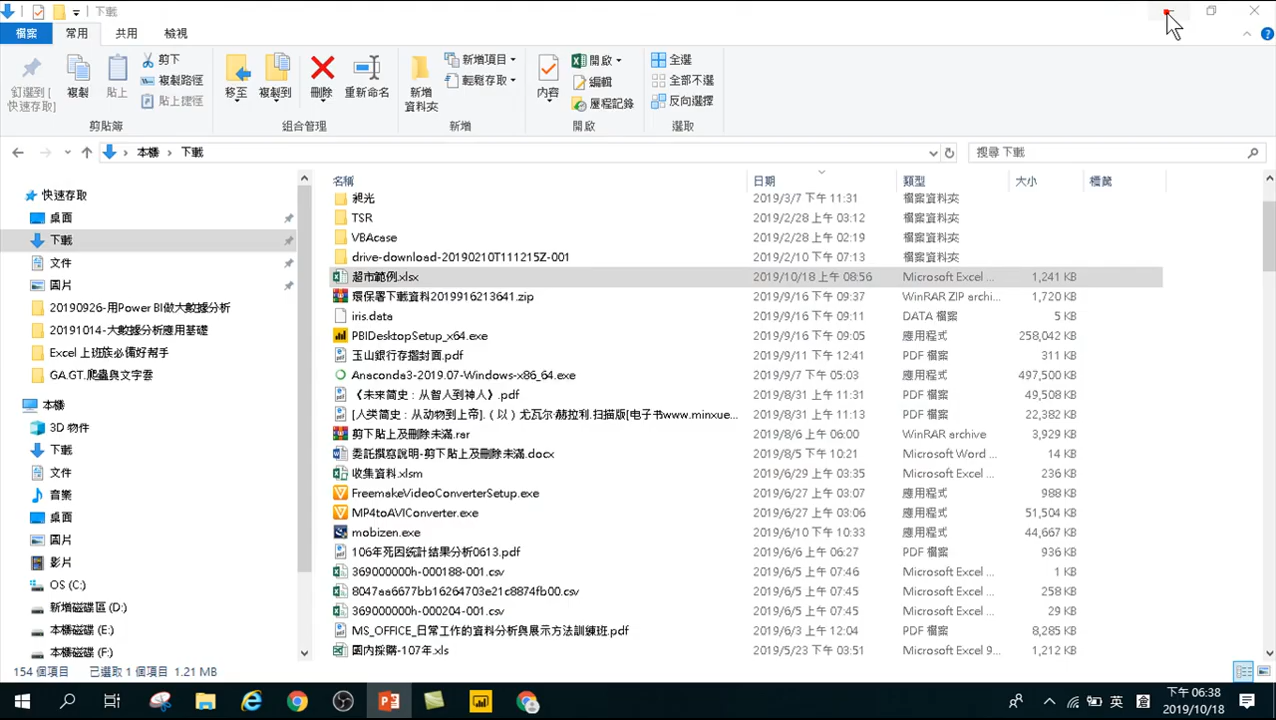 下載
檔案 常用 共用 檢視
釘選到 [快速存取] 複製 貼上 剪下 複製路徑 貼上捷徑 移至 複製到 刪除 重新命名 新增資料夾 新增項目 輕鬆存取 內容 開啟 編輯 歷程記錄 全選 全部不選 反向選擇
剪貼簿 組合管理 新增 開啟 選取
本機 › 下載 搜尋 下載
名稱 日期 類型 大小 標籤
昶光 2019/3/7 下午 11:31 檔案資料夾
TSR 2019/2/28 上午 03:12 檔案資料夾
VBAcase 2019/2/28 上午 02:19 檔案資料夾
drive-download-20190210T111215Z-001 2019/2/10 下午 07:13 檔案資料夾
超市範例.xlsx 2019/10/18 上午 08:56 Microsoft Excel ... 1,241 KB
環保署下載資料2019916213641.zip 2019/9/16 下午 09:37 WinRAR ZIP archi... 1,720 KB
iris.data 2019/9/16 下午 09:11 DATA 檔案 5 KB
PBIDesktopSetup_x64.exe 2019/9/16 下午 09:05 應用程式 258,042 KB
玉山銀行存摺封面.pdf 2019/9/11 下午 12:41 PDF 檔案 311 KB
Anaconda3-2019.07-Windows-x86_64.exe 2019/9/7 下午 05:03 應用程式 497,500 KB
《未來简史：从智人到神人》.pdf 2019/8/31 上午 11:31 PDF 檔案 49,508 KB
[人类简史：从动物到上帝].（以）尤瓦尔·赫拉利.扫描版[电子书www.minxue... 2019/8/31 上午 11:13 PDF 檔案 22,382 KB
剪下貼上及刪除未滿.rar 2019/8/6 上午 06:00 WinRAR archive 3,929 KB
委託撰寫說明-剪下貼上及刪除未滿.docx 2019/8/5 下午 10:21 Microsoft Word ... 14 KB
收集資料.xlsm 2019/6/29 上午 03:35 Microsoft Excel ... 236 KB
FreemakeVideoConverterSetup.exe 2019/6/27 上午 03:07 應用程式 988 KB
MP4toAVIConverter.exe 2019/6/27 上午 03:06 應用程式 51,504 KB
mobizen.exe 2019/6/10 上午 10:33 應用程式 44,667 KB
106年死因統計結果分析0613.pdf 2019/6/6 上午 06:27 PDF 檔案 936 KB
369000000h-000188-001.csv 2019/6/5 上午 07:46 Microsoft Excel ... 1 KB
8047aa6677bb16264703e21c8874fb00.csv 2019/6/5 上午 07:45 Microsoft Excel ... 258 KB
369000000h-000204-001.csv 2019/6/5 上午 07:45 Microsoft Excel ... 29 KB
MS_OFFICE_日常工作的資料分析與展示方法訓練班.pdf 2019/6/3 上午 12:04 PDF 檔案 8,285 KB
國內採購-107年.xls 2019/5/23 下午 03:51 Microsoft Excel 9... 1,212 KB
快速存取
桌面
下載
文件
圖片
20190926-用Power BI做大數據分析
20191014-大數據分析應用基礎
Excel 上班族必備好幫手
GA.GT.爬蟲與文字雲
本機
3D 物件
下載
文件
音樂
桌面
圖片
影片
OS (C:)
新增磁碟區 (D:)
本機磁碟 (E:)
本機磁碟 (F:)
154 個項目 已選取 1 個項目 1.21 MB
英 下午 06:38
2019/10/18